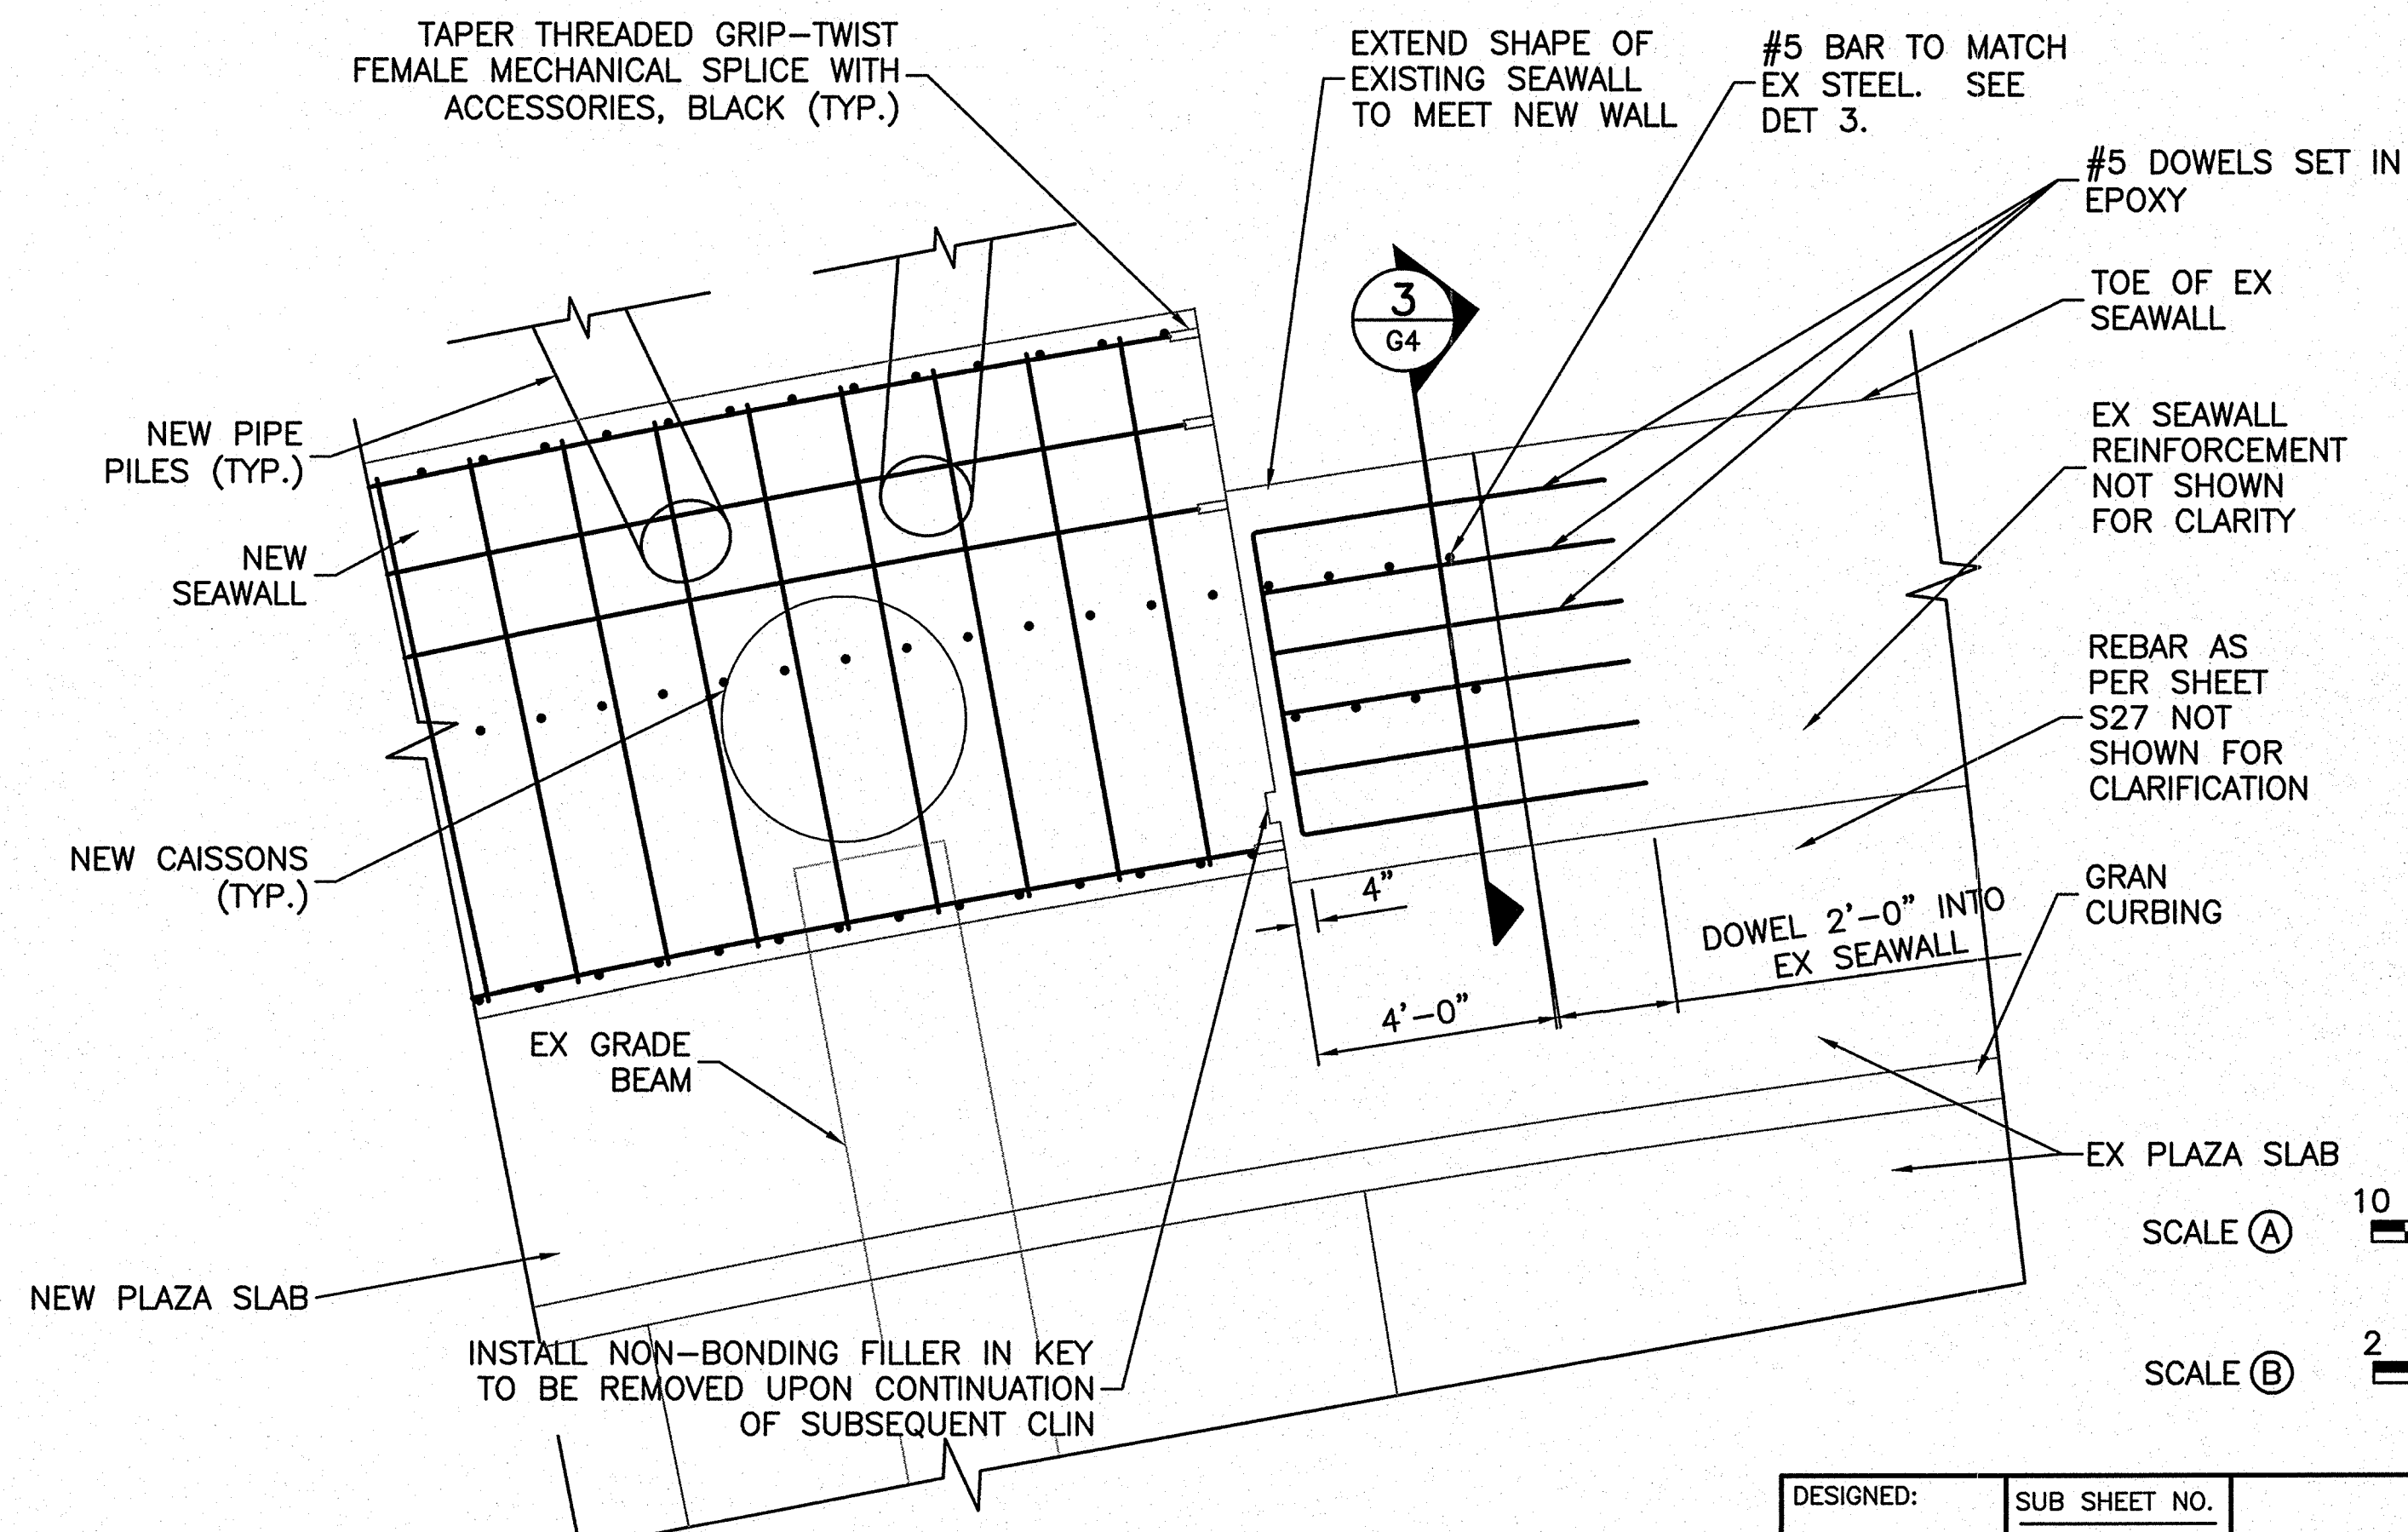 TAPER THREADED GRIP-TWIST
FEMALE MECHANICAL SPLICE WITH
ACCESSORIES, BLACK (TYP.)
EXTEND SHAPE OF
EXISTING SEAWALL
TO MEET NEW WALL
#5 BAR TO MATCH
EX STEEL. SEE
DET 3.
#5 DOWELS SET IN
EPOXY
TOE OF EX
SEAWALL
3
G4
NEW PIPE
PILES (TYP.)
EX SEAWALL
REINFORCEMENT
NOT SHOWN
FOR CLARITY
NEW
SEAWALL
REBAR AS
PER SHEET
S27 NOT
SHOWN FOR
CLARIFICATION
NEW CAISSONS
(TYP.)
4"
GRAN
CURBING
DOWEL 2'-0" INTO
EX SEAWALL
4'-0"
EX GRADE
BEAM
EX PLAZA SLAB
NEW PLAZA SLAB
SCALE A
10
INSTALL NON-BONDING FILLER IN KEY
TO BE REMOVED UPON CONTINUATION
OF SUBSEQUENT CLIN
SCALE B
2
DESIGNED:
SUB SHEET NO.